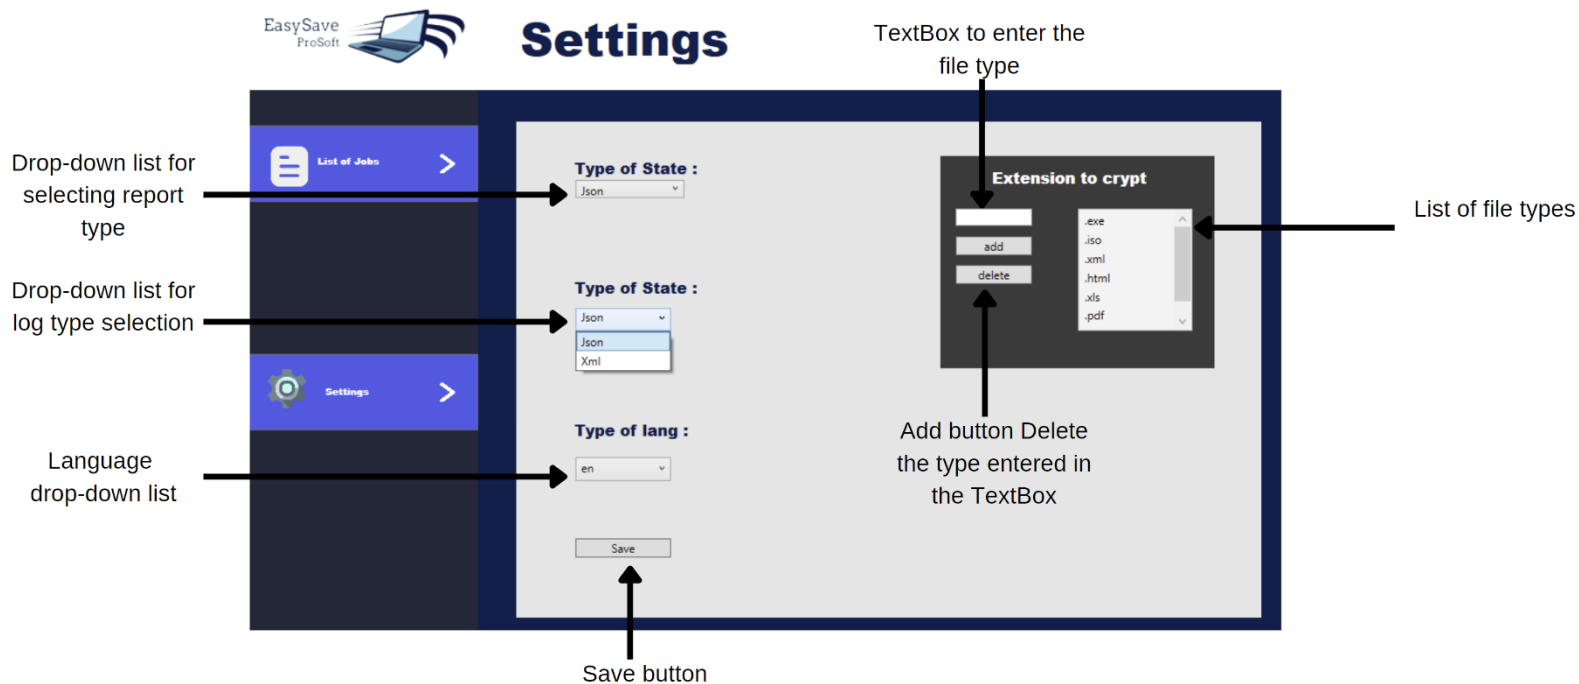 EasySave
ProSoft
Settings
TextBox to enter the
file type
List of Jobs
Settings
Drop-down list for
selecting report
type
Drop-down list for
log type selection
Language
drop-down list
Type of State :
Json
Type of State :
Json
Json
Xml
Type of lang :
en
Save
Save button
Extension to crypt
add
delete
.exe
.iso
.xml
.html
.xls
.pdf
List of file types
Add button Delete
the type entered in
the TextBox